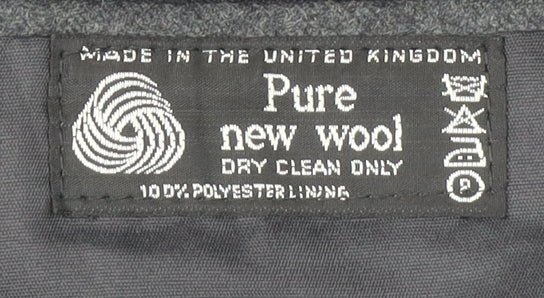 MADE IN THE UNITED KINGDOM
Pure
new wool
DRY CLEAN ONLY
100% POLYESTER LINING
P